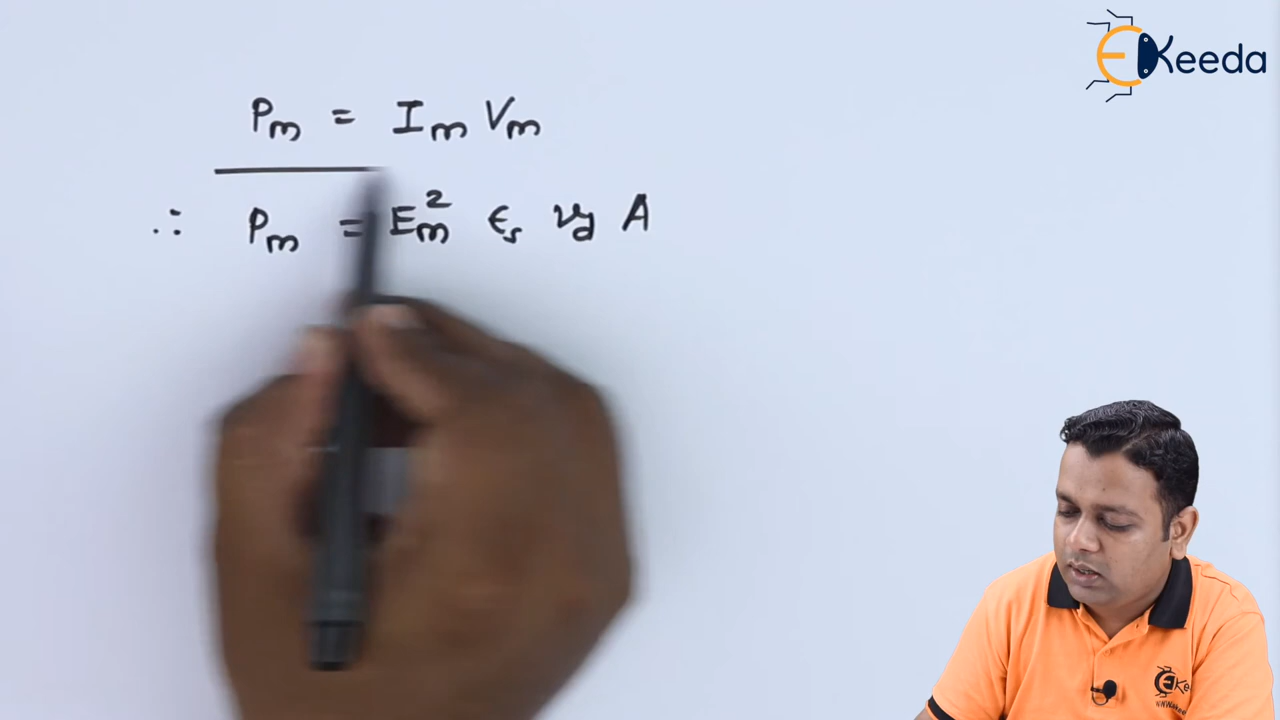 EKeeda
Pm = Im Vm
∴ Pm = Em² εs vd A